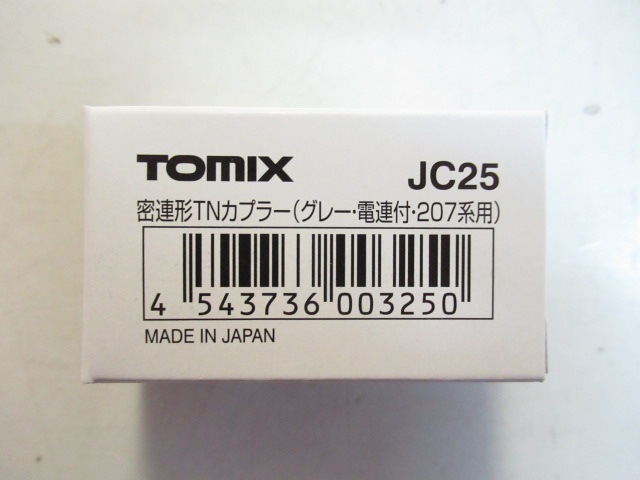 TOMIX JC25
密連形TNカプラー(グレー・電連付・207系用)
4 543736 003250
MADE IN JAPAN